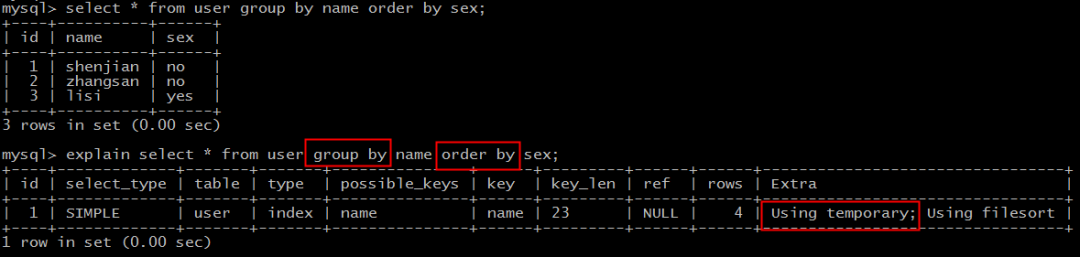 mysql> select * from user group by name order by sex;
+----+----------+------+
| id | name     | sex  |
+----+----------+------+
|  1 | shenjian | no   |
|  2 | zhangsan | no   |
|  3 | lisi     | yes  |
+----+----------+------+
3 rows in set (0.00 sec)
mysql> explain select * from user group by name order by sex;
+----+-------------+-------+-------+---------------+------+---------+------+------+---------------------------------+
| id | select_type | table | type  | possible_keys | key  | key_len | ref  | rows | Extra                           |
+----+-------------+-------+-------+---------------+------+---------+------+------+---------------------------------+
|  1 | SIMPLE      | user  | index | name          | name | 23      | NULL |    4 | Using temporary; Using filesort |
+----+-------------+-------+-------+---------------+------+---------+------+------+---------------------------------+
1 row in set (0.00 sec)